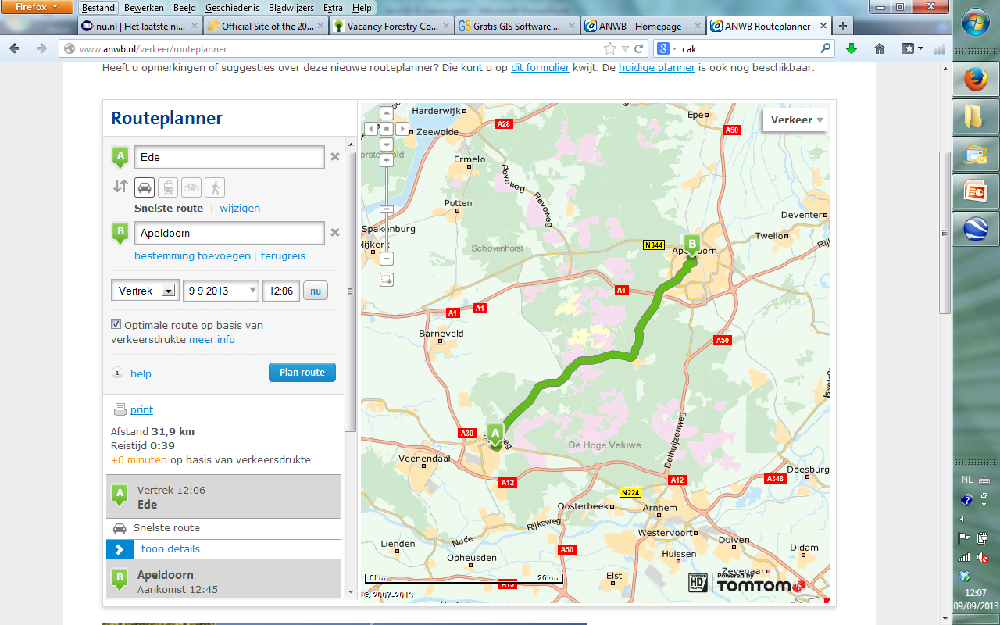 Firefox
Bestand Bewerken Beeld Geschiedenis Bladwijzers Extra Help
nu.nl | Het laatste ni...
Official Site of the 20...
Vacancy Forestry Co...
Gratis GIS Software ...
ANWB - Homepage
ANWB Routeplanner
www.anwb.nl/verkeer/routeplanner
cak
Heeft u opmerkingen of suggesties over deze nieuwe routeplanner? Die kunt u op dit formulier kwijt. De huidige planner is ook nog beschikbaar.
Routeplanner
A Ede
Snelste route | wijzigen
B Apeldoorn
bestemming toevoegen | terugreis
Vertrek 9-9-2013 12:06 nu
Optimale route op basis van
verkeersdrukte meer info
help
Plan route
print
Afstand 31,9 km
Reistijd 0:39
+0 minuten op basis van verkeersdrukte
A Vertrek 12:06
Ede
Snelste route
toon details
B Apeldoorn
Aankomst 12:45
Verkeer
Harderwijk
A28
Epe
A50
Zeewolde
Ermelo
Flevoweg
Flevoweg
Putten
Deventer
Spakenburg
Nijkerk
Schovenhorst
N344
Twello
B
Apeldoorn
A1
A1
A1
Barneveld
A50
A30
A
De Hoge Veluwe
Delhuijzenweg
Veenendaal
A12
A12
A348
Doesburg
N224
Oosterbeek
Arnhem
Rijksweg
Westervoort
Lienden
Nude
Duiven
Didam
A50
Opheusden
Huissen
Zevenaar
Elst
0km 20km
A15
© 2007-2013
TOMTOM
HD
TRAFFIC
Powered by
TOMTOM
NL
12:07
09/09/2013